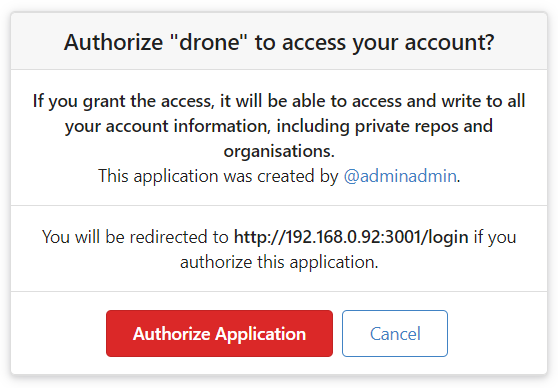 Authorize "drone" to access your account?
If you grant the access, it will be able to access and write to all
your account information, including private repos and
organisations.
This application was created by @adminadmin.
You will be redirected to http://192.168.0.92:3001/login if you
authorize this application.
Authorize Application
Cancel